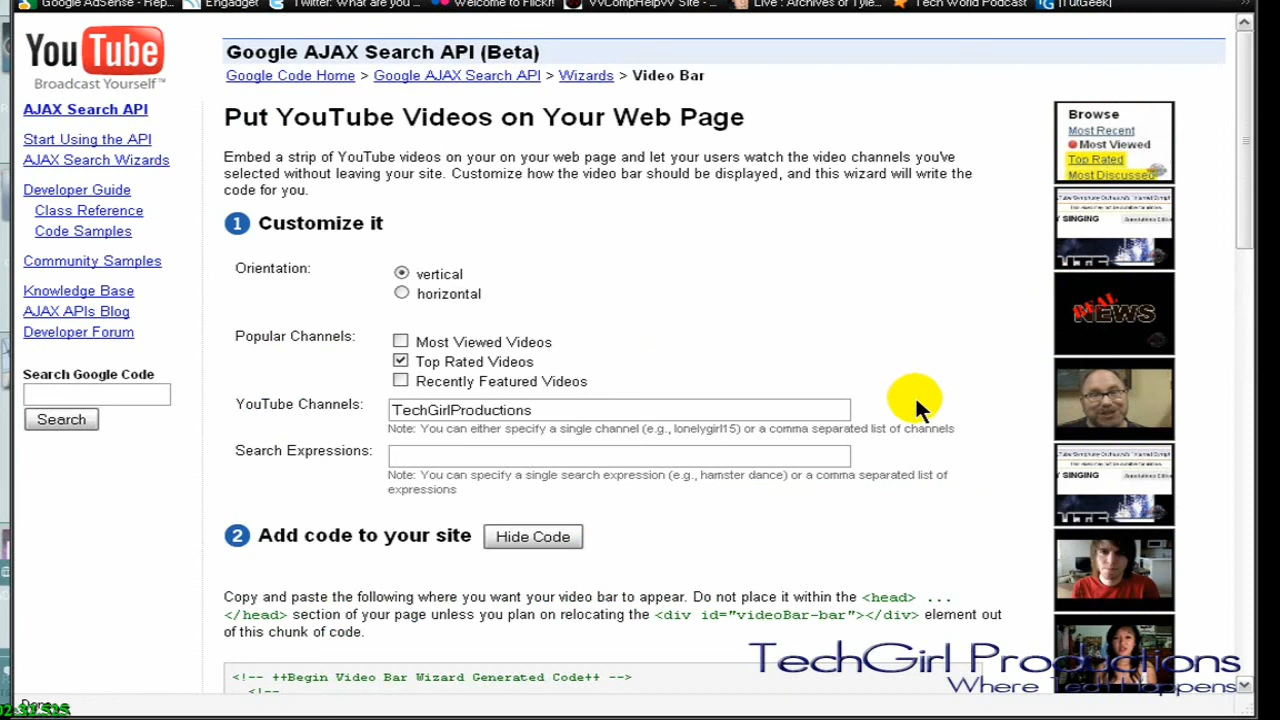 Google AdSense - Rep...
Engadget
Twitter: What are you ...
Welcome to Flickr!
VvCompHelpvv Site - ...
Live : Archives of Tyle...
Tech World Podcast
[TutGeek]
You Tube
Broadcast Yourself™
Google AJAX Search API (Beta)
Google Code Home > Google AJAX Search API > Wizards > Video Bar
AJAX Search API
Start Using the API
AJAX Search Wizards
Developer Guide
Class Reference
Code Samples
Community Samples
Knowledge Base
AJAX APIs Blog
Developer Forum
Search Google Code
Search
Put YouTube Videos on Your Web Page
Embed a strip of YouTube videos on your on your web page and let your users watch the video channels you've
selected without leaving your site. Customize how the video bar should be displayed, and this wizard will write the
code for you.
1 Customize it
Orientation:
vertical
horizontal
Popular Channels:
Most Viewed Videos
Top Rated Videos
Recently Featured Videos
YouTube Channels:
TechGirlProductions
Note: You can either specify a single channel (e.g., lonelygirl15) or a comma separated list of channels
Search Expressions:
Note: You can specify a single search expression (e.g., hamster dance) or a comma separated list of
expressions
2 Add code to your site
Hide Code
Copy and paste the following where you want your video bar to appear. Do not place it within the <head> ...
</head> section of your page unless you plan on relocating the <div id="videoBar-bar"></div> element out
of this chunk of code.
<!-- ++Begin Video Bar Wizard Generated Code++ -->
<!--
Browse
Most Recent
Most Viewed
Top Rated
Most Discussed
SINGING
REAL
NEWS
SINGING
TechGirl Productions
Where Tech Happens